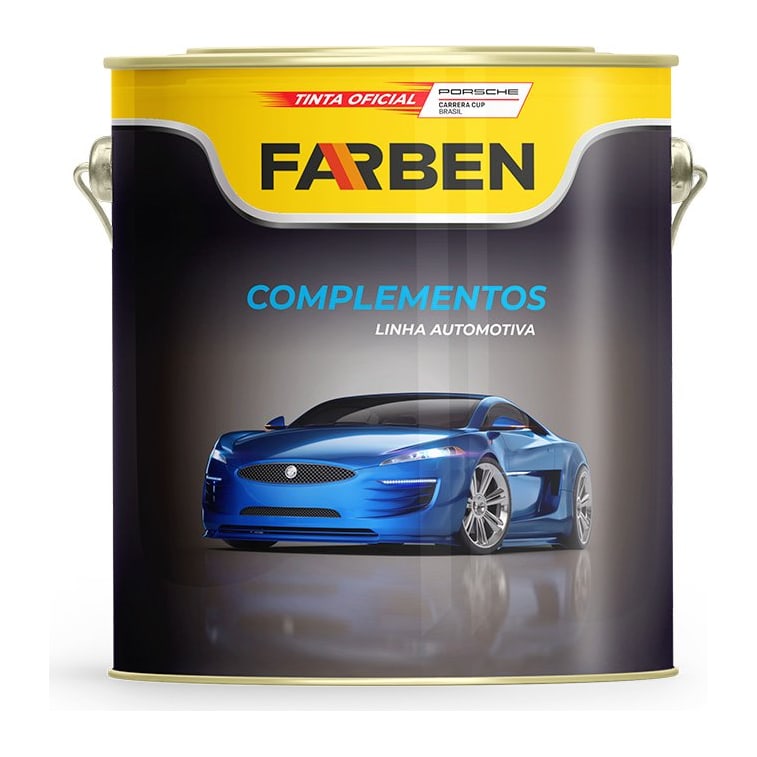 TINTA OFICIAL
PORSCHE
CARRERA CUP
BRASIL
FARBEN
COMPLEMENTOS
LINHA AUTOMOTIVA